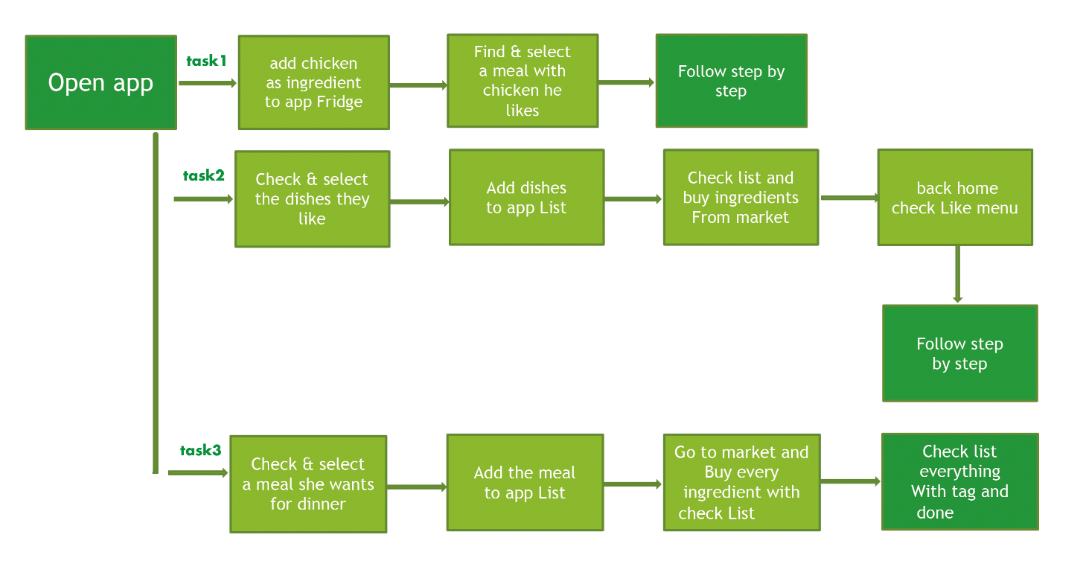 Open app
task1
add chicken
as ingredient
to app Fridge
Find & select
a meal with
chicken he
likes
Follow step by
step
task2
Check & select
the dishes they
like
Add dishes
to app List
Check list and
buy ingredients
From market
back home
check Like menu
Follow step
by step
task3
Check & select
a meal she wants
for dinner
Add the meal
to app List
Go to market and
Buy every
ingredient with
check List
Check list
everything
With tag and
done